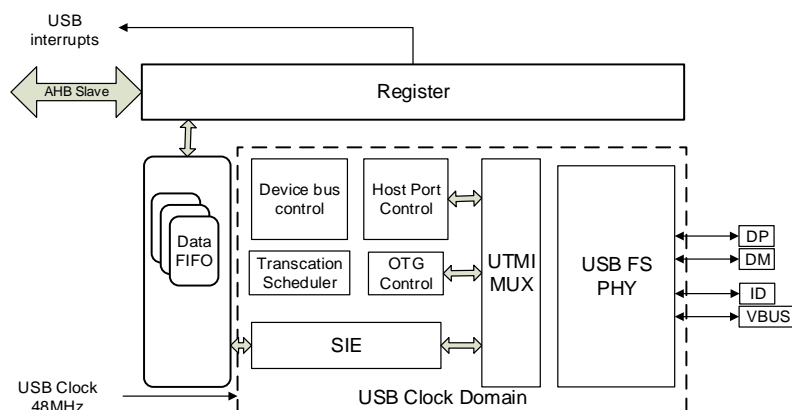 USB
interrupts
AHB Slave
Register
Data
FIFO
Device bus
control
Host Port
Control
Transcation
Scheduler
OTG
Control
SIE
UTMI
MUX
USB FS
PHY
DP
DM
ID
VBUS
USB Clock
48MHz
USB Clock Domain